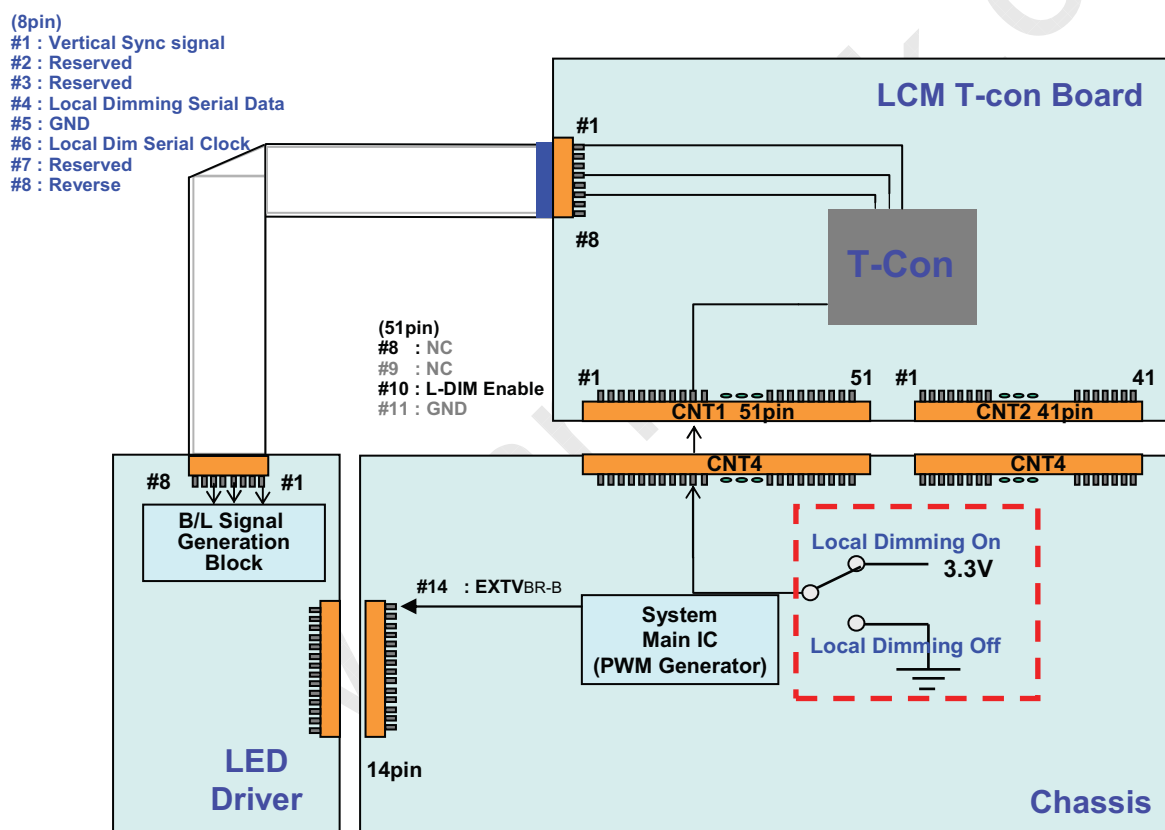 (8pin)
#1 : Vertical Sync signal
#2 : Reserved
#3 : Reserved
#4 : Local Dimming Serial Data
#5 : GND
#6 : Local Dim Serial Clock
#7 : Reserved
#8 : Reverse
LCM T-con Board
#1
#8
T-Con
(51pin)
#8 : NC
#9 : NC
#10 : L-DIM Enable
#11 : GND
#1
51
#1
41
CNT1 51pin
CNT2 41pin
CNT4
CNT4
#8
#1
B/L Signal
Generation
Block
Local Dimming On
3.3V
#14 : EXTVBR-B
System
Main IC
(PWM Generator)
Local Dimming Off
LED
Driver
14pin
Chassis